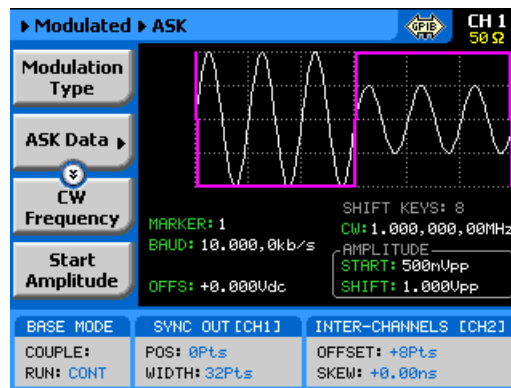 Modulated ASK
GPIB
CH 1
50 Ω
Modulation
Type
ASK Data
CW
Frequency
Start
Amplitude
MARKER: 1
BAUD: 10.000,0kb/s
OFFS: +0.000Vdc
SHIFT KEYS: 8
CW: 1.000,000,00MHz
AMPLITUDE
START: 500mVpp
SHIFT: 1.000Vpp
BASE MODE
COUPLE:
RUN: CONT
SYNC OUT [CH1]
POS: 0Pts
WIDTH: 32Pts
INTER-CHANNELS [CH2]
OFFSET: +8Pts
SKEW: +0.00ns